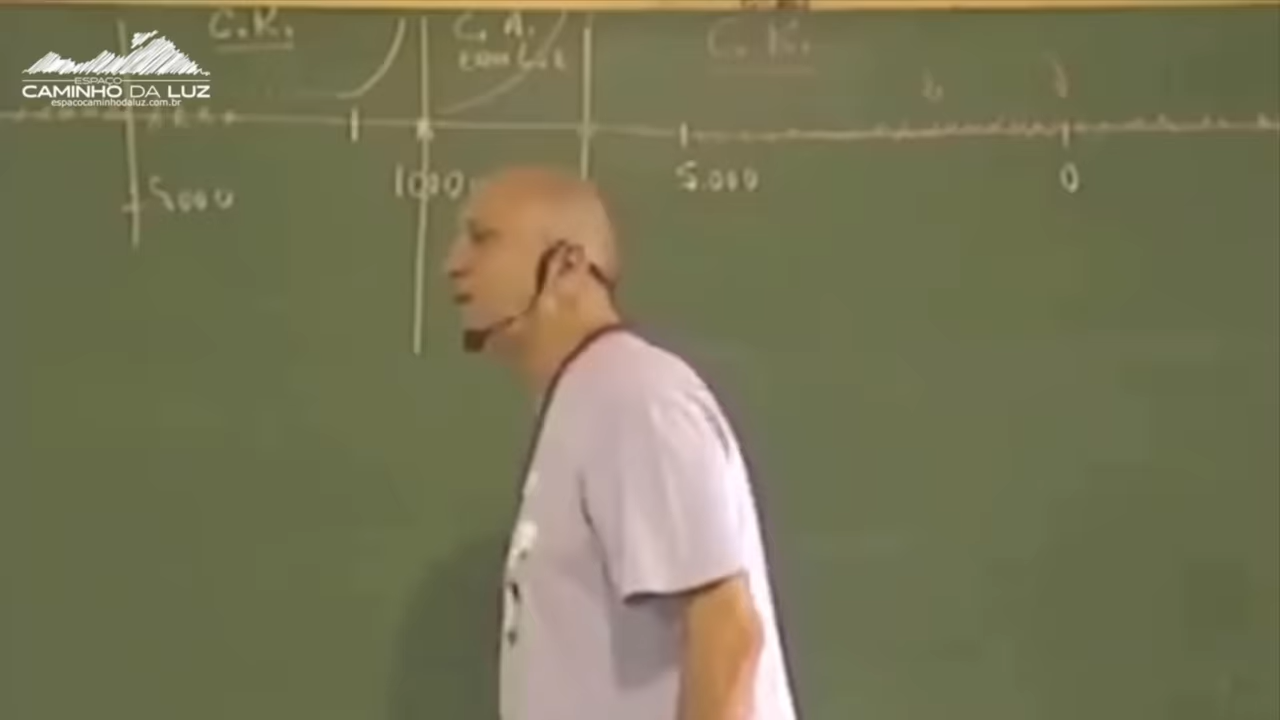 C.K.
C.A.
C.K.
ESPAÇO
CAMINHO DA LUZ
espacocaminhodaluz.com.br
5000
1000
5.000
0